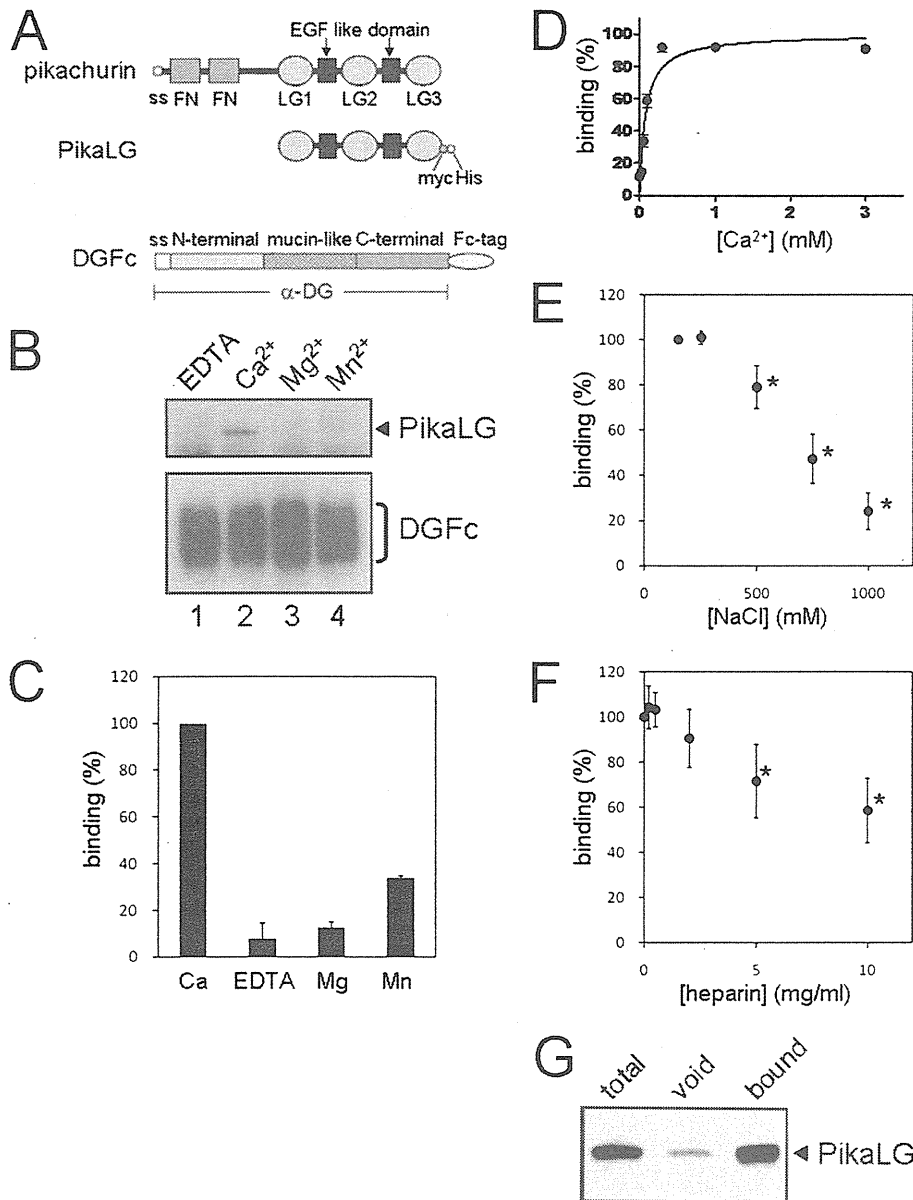 A
EGF like domain
pikachurin
ss FN FN LG1 LG2 LG3
PikaLG
myc His
ss N-terminal mucin-like C-terminal Fc-tag
DGFc
α-DG
B
EDTA Ca²⁺ Mg²⁺ Mn²⁺
PikaLG
DGFc
1 2 3 4
C
120
100
80
60
40
20
0
binding (%)
Ca EDTA Mg Mn
D
100
80
60
40
20
0
binding (%)
0 1 2 3
[Ca²⁺] (mM)
E
120
100
80
60
40
20
0
binding (%)
* * *
0 500 1000
[NaCl] (mM)
F
120
100
80
60
40
20
0
binding (%)
* *
0 5 10
[heparin] (mg/ml)
G
total void bound
PikaLG